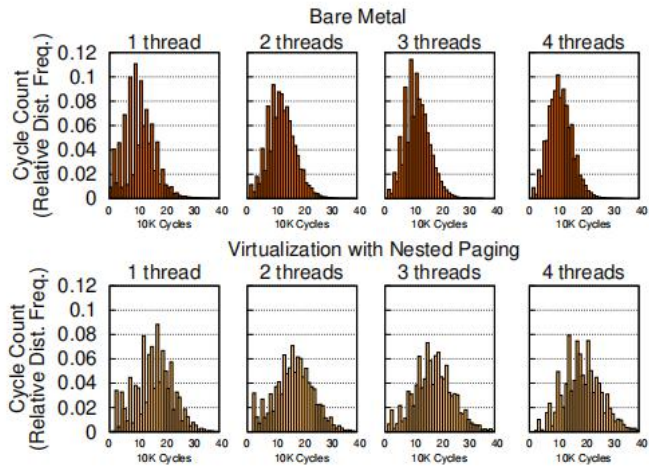 Bare Metal
1 thread 2 threads 3 threads 4 threads
Cycle Count
(Relative Dist. Freq.)
0.12
0.1
0.08
0.06
0.04
0.02
0
0 10 20 30 40 0 10 20 30 40 0 10 20 30 40 0 10 20 30 40
10K Cycles 10K Cycles 10K Cycles 10K Cycles
Virtualization with Nested Paging
1 thread 2 threads 3 threads 4 threads
Cycle Count
(Relative Dist. Freq.)
0.12
0.1
0.08
0.06
0.04
0.02
0
0 10 20 30 40 0 10 20 30 40 0 10 20 30 40 0 10 20 30 40
10K Cycles 10K Cycles 10K Cycles 10K Cycles